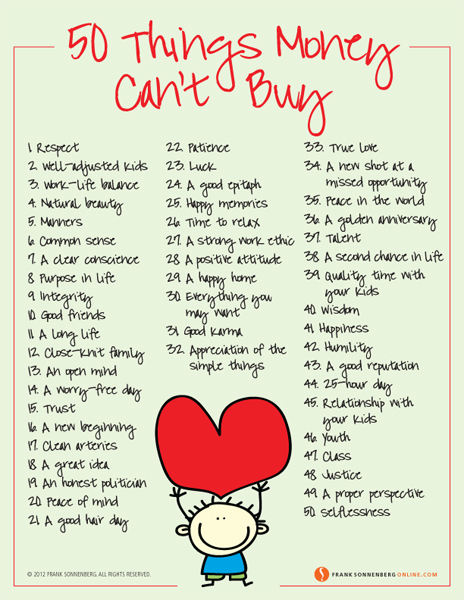 50 Things Money
Can't Buy
1. Respect
2. Well-adjusted kids
3. Work-life balance
4. Natural beauty
5. Manners
6. Common sense
7. A clear conscience
8. Purpose in life
9. Integrity
10. Good friends
11. A long life
12. Close-knit family
13. An open mind
14. A worry-free day
15. Trust
16. A new beginning
17. Clean arteries
18. A great idea
19. An honest politician
20. Peace of mind
21. A good hair day
22. Patience
23. Luck
24. A good epitaph
25. Happy memories
26. Time to relax
27. A strong work ethic
28. A positive attitude
29. A happy home
30. Everything you
may want
31. Good karma
32. Appreciation of the
simple things
33. True love
34. A new shot at a
missed opportunity
35. Peace in the world
36. A golden anniversary
37. Talent
38. A second chance in life
39. Quality time with
your kids
40. Wisdom
41. Happiness
42. Humility
43. A good reputation
44. 25-hour day
45. Relationship with
your kids
46. Youth
47. Class
48. Justice
49. A proper perspective
50. Selflessness
© 2012 FRANK SONNENBERG. ALL RIGHTS RESERVED.
FRANK SONNENBERG ONLINE.COM